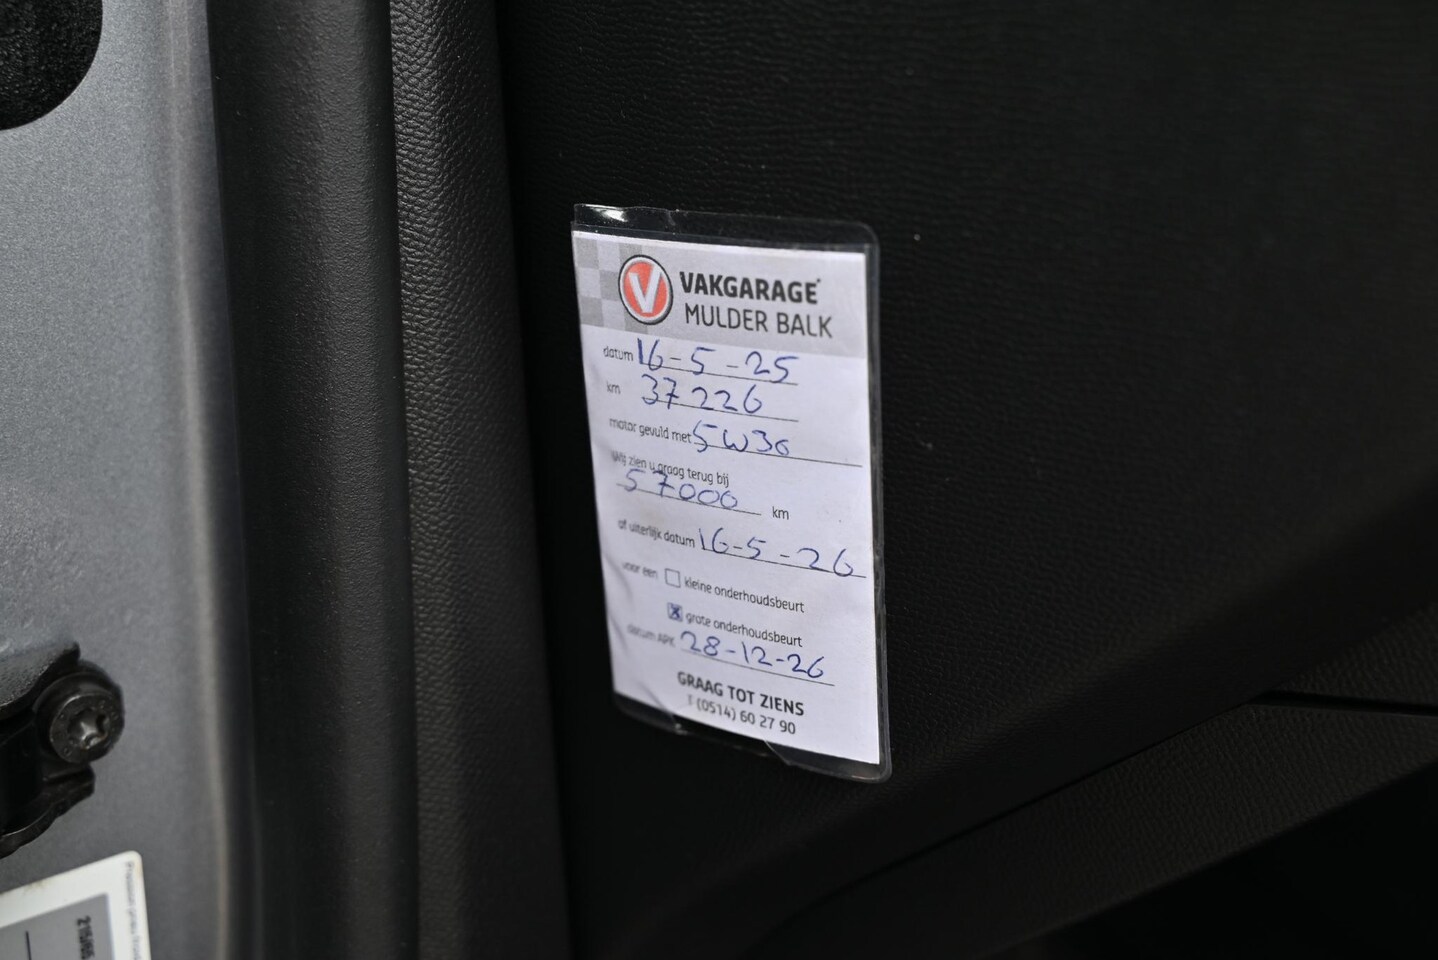 V VAKGARAGE
MULDER BALK
datum 16-5-25
km 37226
motor gevuld met 5W30
Wij zien u graag terug bij
57000 km
of uiterlijk datum 16-5-26
voor een kleine onderhoudsbeurt
X grote onderhoudsbeurt
datum APK 28-12-26
GRAAG TOT ZIENS
T (0514) 60 27 90